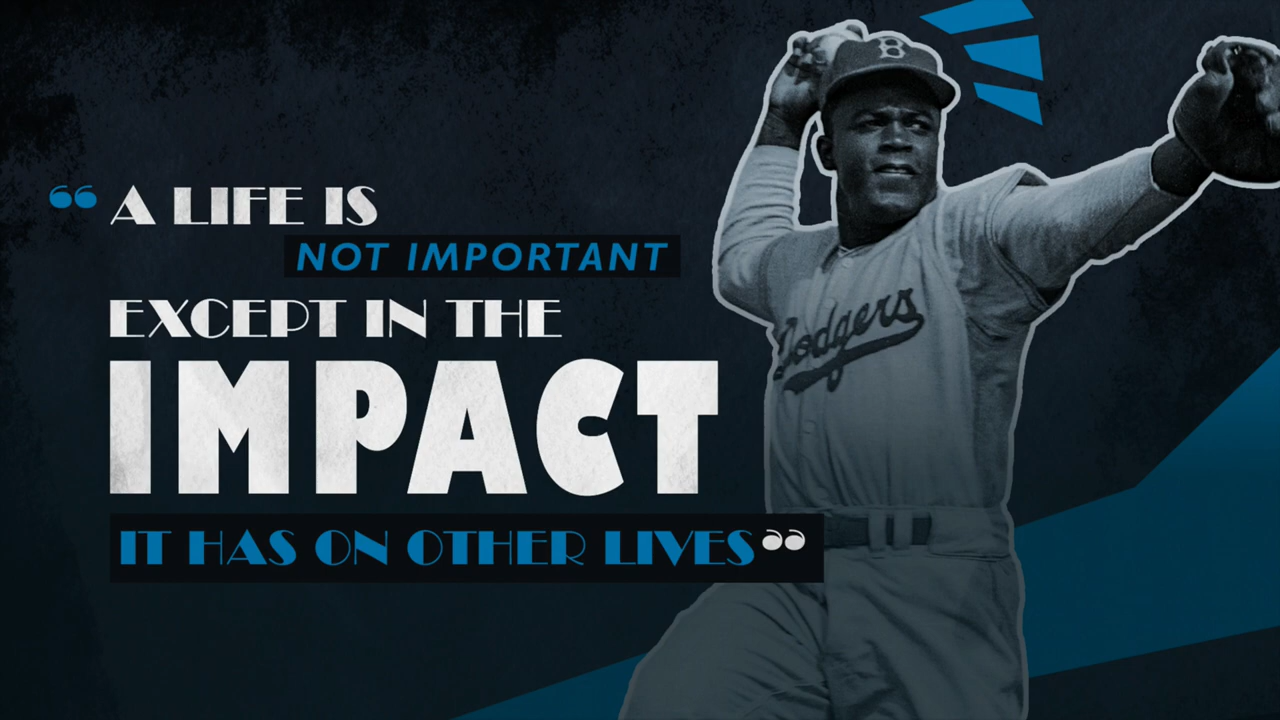 “A LIFE IS
NOT IMPORTANT
EXCEPT IN THE
IMPACT
IT HAS ON OTHER LIVES”
B
Dodgers